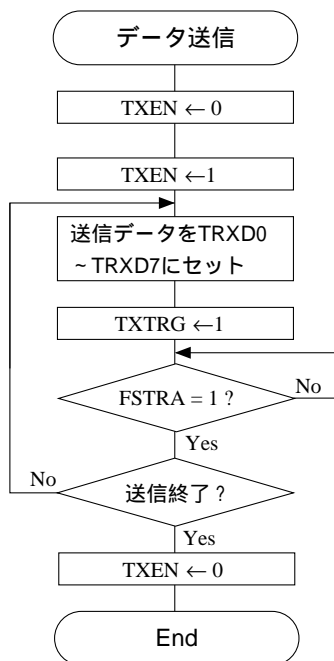 データ送信
TXEN ← 0
TXEN ←1
送信データをTRXD0
~ TRXD7にセット
TXTRG ←1
FSTRA = 1 ?
No
Yes
No
送信終了 ?
Yes
TXEN ← 0
End